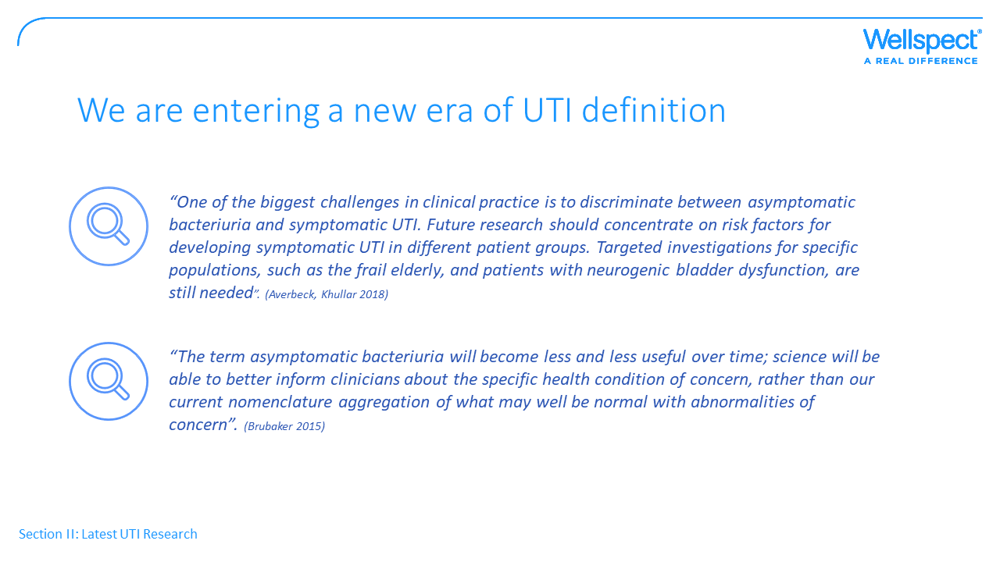 Wellspect®
A REAL DIFFERENCE
We are entering a new era of UTI definition
“One of the biggest challenges in clinical practice is to discriminate between asymptomatic
bacteriuria and symptomatic UTI. Future research should concentrate on risk factors for
developing symptomatic UTI in different patient groups. Targeted investigations for specific
populations, such as the frail elderly, and patients with neurogenic bladder dysfunction, are
still needed”. (Averbeck, Khullar 2018)
“The term asymptomatic bacteriuria will become less and less useful over time; science will be
able to better inform clinicians about the specific health condition of concern, rather than our
current nomenclature aggregation of what may well be normal with abnormalities of
concern”. (Brubaker 2015)
Section II: Latest UTI Research